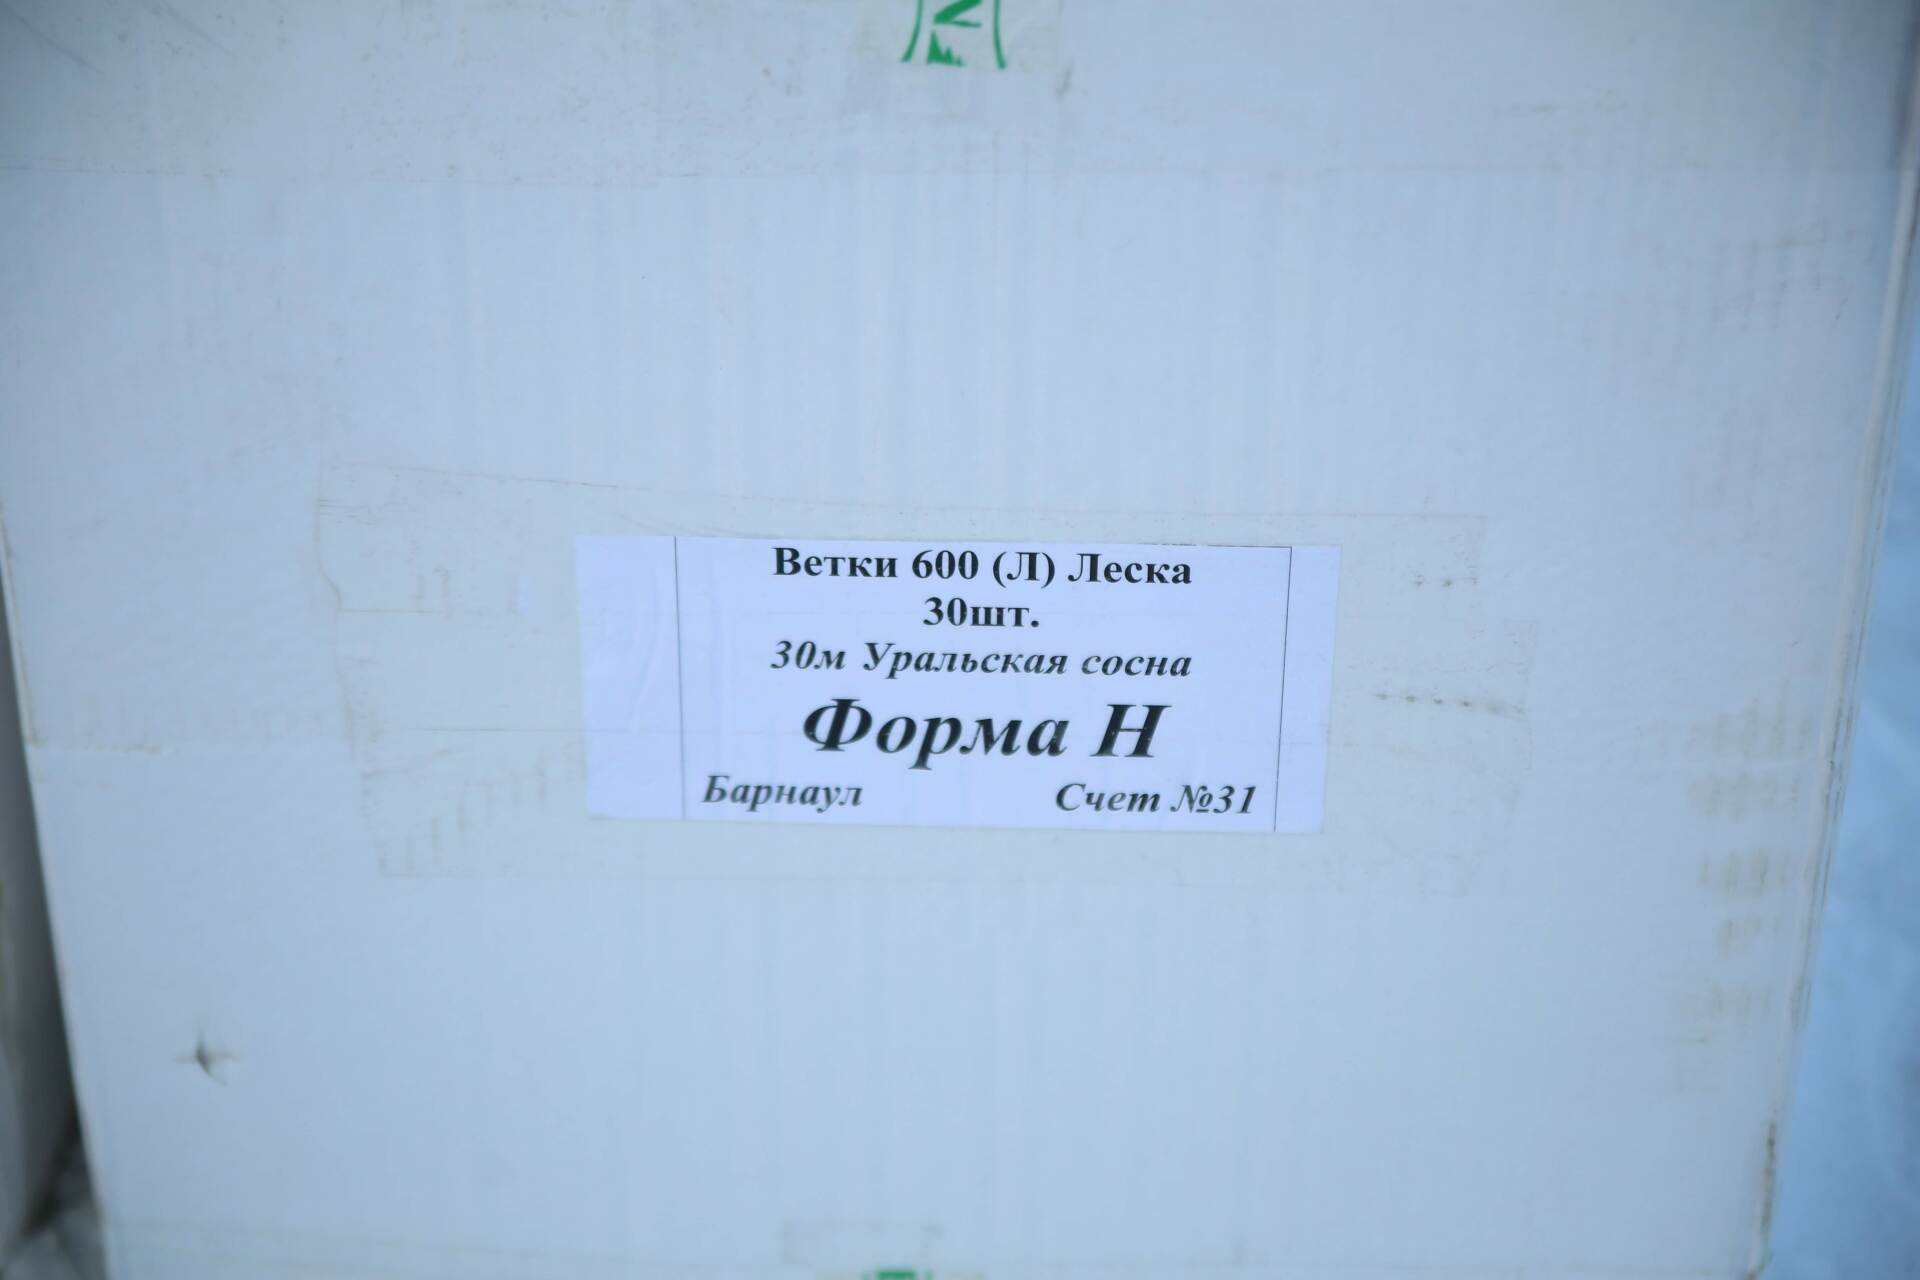 Ветки 600 (Л) Леска
30шт.
30м Уральская сосна
Форма Н
Барнаул Счет №31